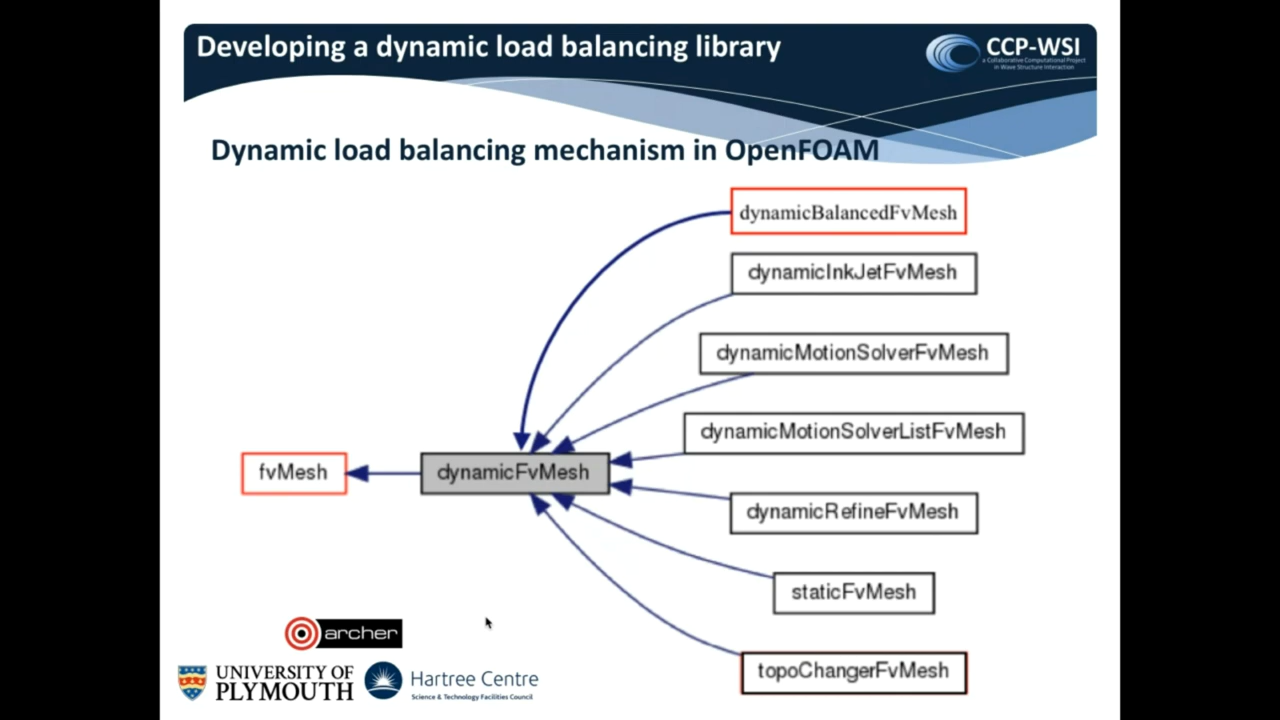 Developing a dynamic load balancing library
CCP-WSI
a Collaborative Computational Project
in Wave Structure Interaction
Dynamic load balancing mechanism in OpenFOAM
dynamicBalancedFvMesh
dynamicInkJetFvMesh
dynamicMotionSolverFvMesh
dynamicMotionSolverListFvMesh
fvMesh
dynamicFvMesh
dynamicRefineFvMesh
staticFvMesh
topoChangerFvMesh
archer
UNIVERSITY OF
PLYMOUTH
Hartree Centre
Science & Technology Facilities Council